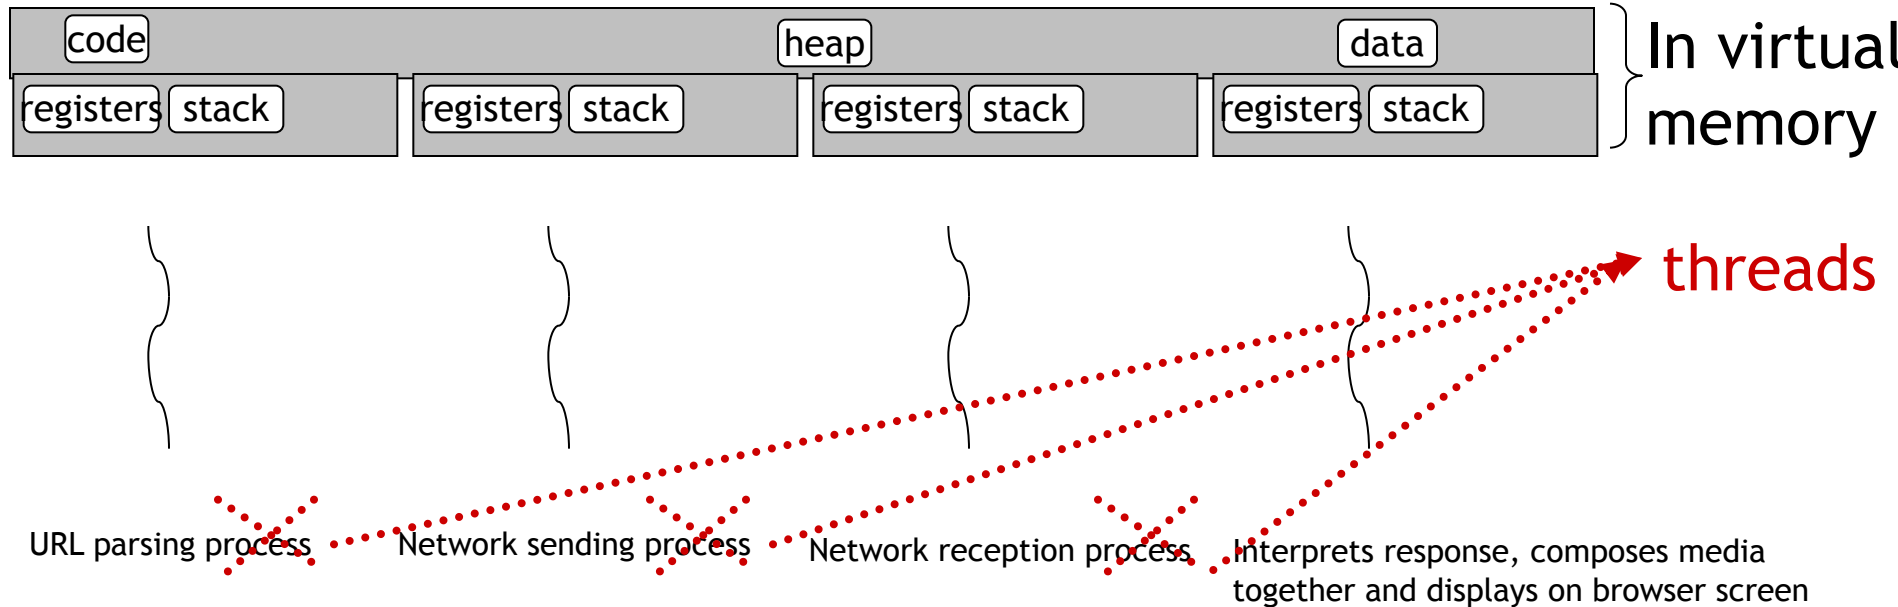 code
heap
data
In virtual
memory
registers
stack
registers
stack
registers
stack
registers
stack
threads
URL parsing process
Network sending process
Network reception process
Interprets response, composes media
together and displays on browser screen